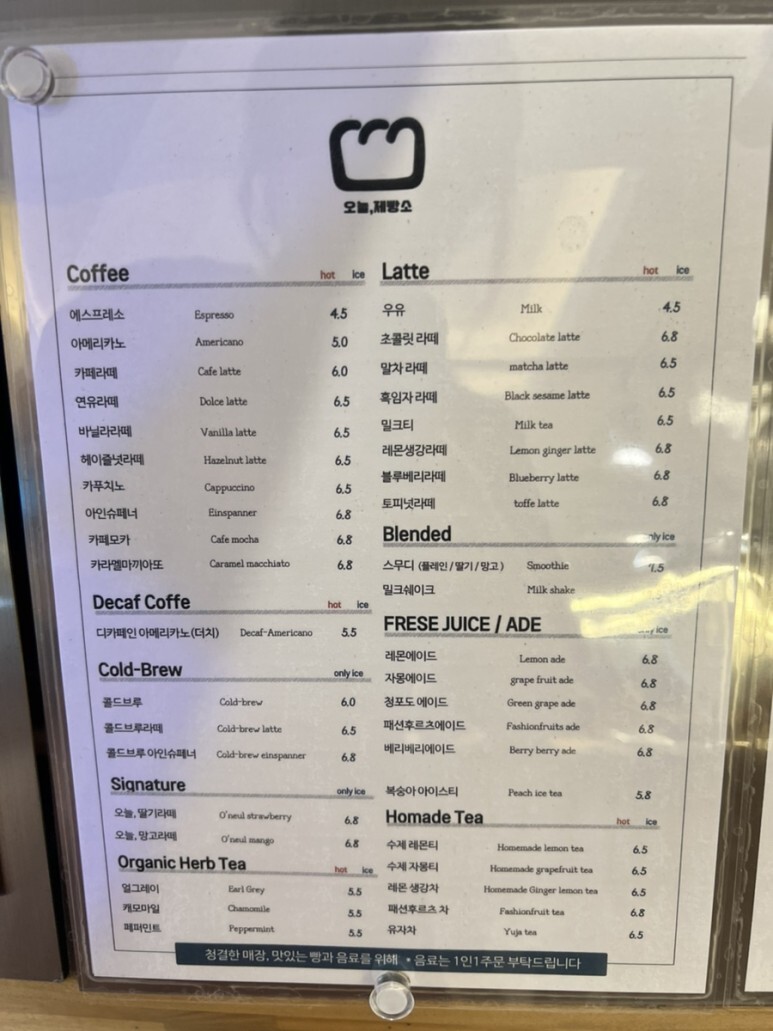 오늘,제빵소
Coffee hot ice
에스프레소 Espresso 4.5
아메리카노 Americano 5.0
카페라떼 Cafe latte 6.0
연유라떼 Dolce latte 6.5
바닐라라떼 Vanilla latte 6.5
헤이즐넛라떼 Hazelnut latte 6.5
카푸치노 Cappuccino 6.5
아인슈페너 Einspanner 6.8
카페모카 Cafe mocha 6.8
카라멜마끼아또 Caramel macchiato 6.8
Decaf Coffe hot ice
디카페인 아메리카노(더치) Decaf-Americano 5.5
Cold-Brew only ice
콜드브루 Cold-brew 6.0
콜드브루라떼 Cold-brew latte 6.5
콜드브루 아인슈페너 Cold-brew einspanner 6.8
Signature only ice
오늘, 딸기라떼 O'neul strawberry 6.8
오늘, 망고라떼 O'neul mango 6.8
Organic Herb Tea hot ice
얼그레이 Earl Grey 5.5
캐모마일 Chamomile 5.5
페퍼민트 Peppermint 5.5
Latte hot ice
우유 Milk 4.5
초콜릿 라떼 Chocolate latte 6.8
말차 라떼 matcha latte 6.5
흑임자 라떼 Black sesame latte 6.5
밀크티 Milk tea 6.5
레몬생강라떼 Lemon ginger latte 6.8
블루베리라떼 Blueberry latte 6.8
토피넛라떼 toffe latte 6.8
Blended only ice
스무디 (플레인 / 딸기 / 망고) Smoothie
밀크쉐이크 Milk shake
FRESE JUICE / ADE only ice
레몬에이드 Lemon ade 6.8
자몽에이드 grape fruit ade 6.8
청포도 에이드 Green grape ade 6.8
패션후르츠에이드 Fashionfruits ade 6.8
베리베리에이드 Berry berry ade 6.8
복숭아 아이스티 Peach ice tea 5.8
Homade Tea hot ice
수제 레몬티 Homemade lemon tea 6.5
수제 자몽티 Homemade grapefruit tea 6.5
레몬 생강차 Homemade Ginger lemon tea 6.5
패션후르츠 차 Fashionfruit tea 6.8
유자차 Yuja tea 6.5
청결한 매장, 맛있는 빵과 음료를 위해 * 음료는 1인1주문 부탁드립니다